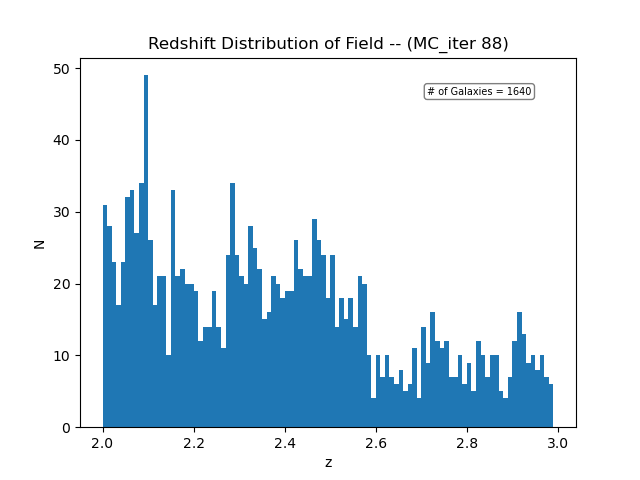 Redshift Distribution of Field -- (MC_iter 88)
# of Galaxies = 1640
50
40
30
20
10
0
N
2.0 2.2 2.4 2.6 2.8 3.0
z